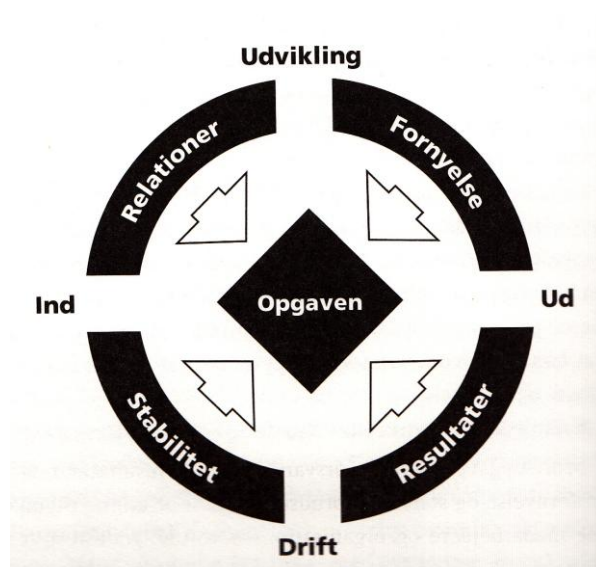 Udvikling
Relationer
Fornyelse
Ind
Opgaven
Ud
Stabilitet
Resultater
Drift